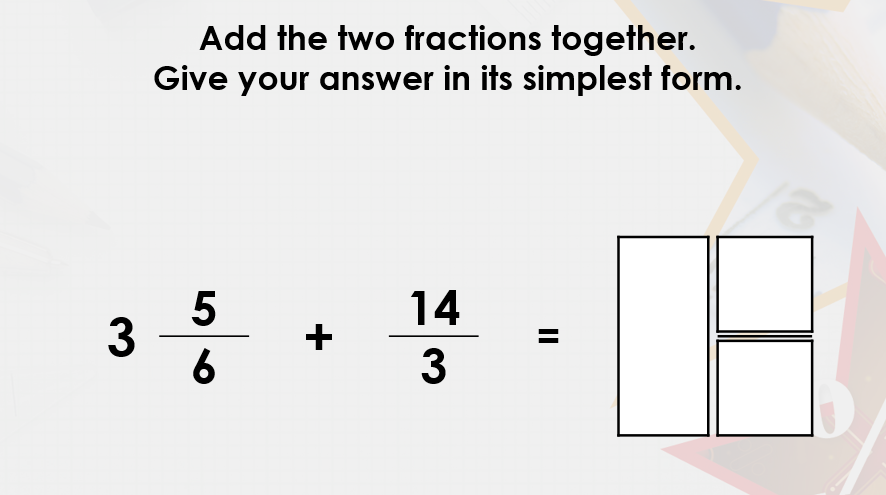 Add the two fractions together.
Give your answer in its simplest form.
3 5/6 + 14/3 =